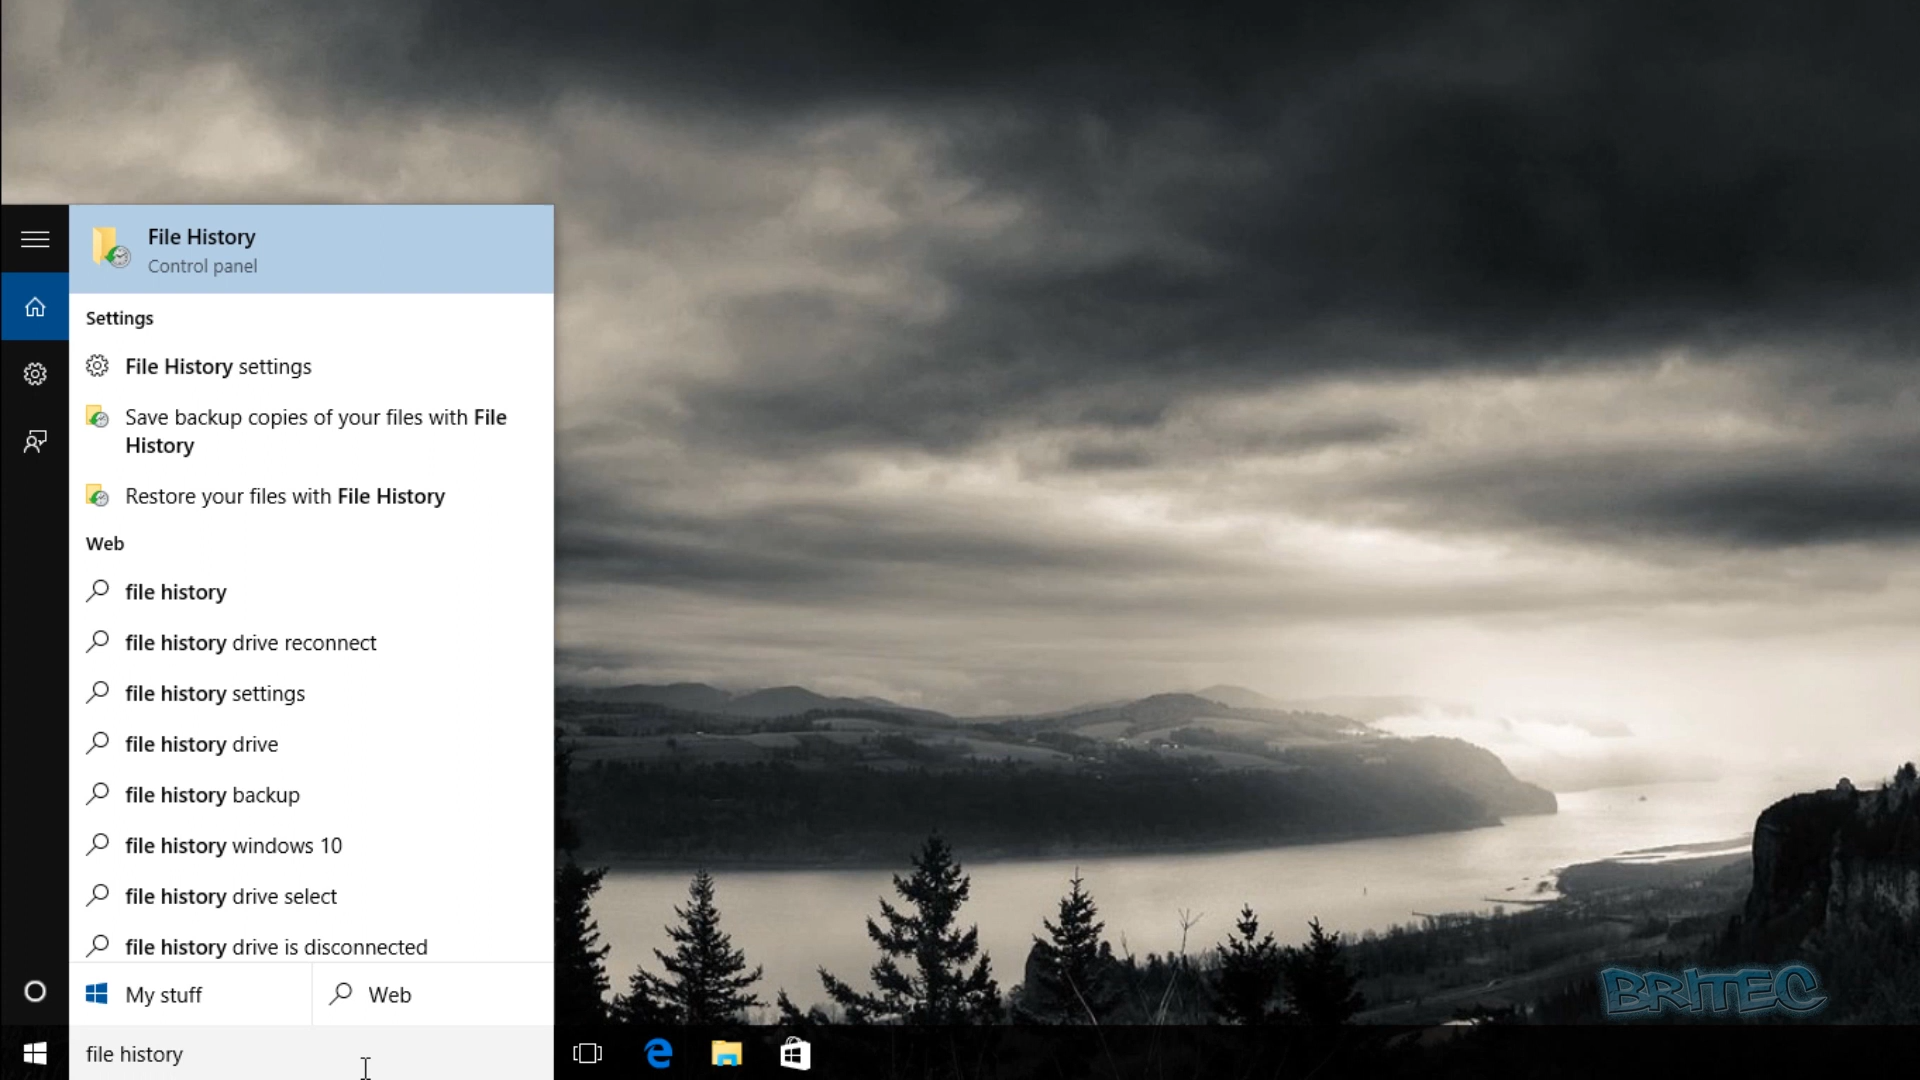 File History
Control panel
Settings
File History settings
Save backup copies of your files with File
History
Restore your files with File History
Web
file history
file history drive reconnect
file history settings
file history drive
file history backup
file history windows 10
file history drive select
file history drive is disconnected
My stuff
Web
file history
BRITEC